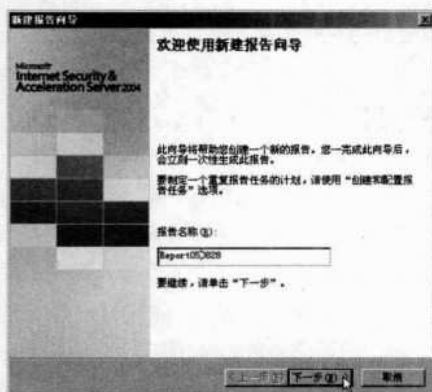 新建报告向导
欢迎使用新建报告向导
Microsoft
Internet Security &
Acceleration Server 2004
此向导将帮助您创建一个新的报告。您一完成此向导后，
会立刻一次性生成此报告。
要制定一个重复报告任务的计划，请使用“创建和配置报
告任务”选项。
报告名称(R):
Report050828
要继续，请单击“下一步”。
<上一步(B) 下一步(N)> 取消